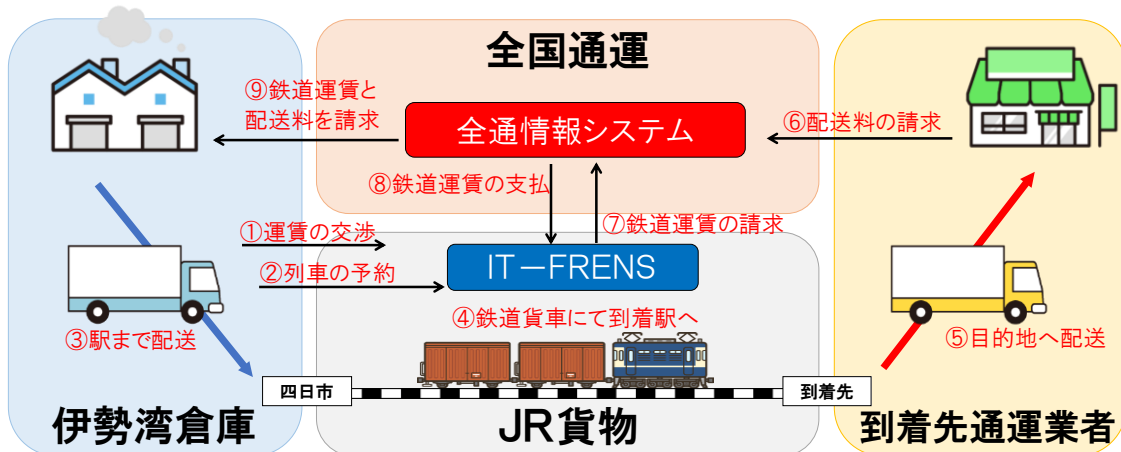 全国通運
⑨鉄道運賃と
配送料を請求
全通情報システム
⑥配送料の請求
⑧鉄道運賃の支払
⑦鉄道運賃の請求
①運賃の交渉
②列車の予約
IT－FRENS
③駅まで配送
④鉄道貨車にて到着駅へ
⑤目的地へ配送
四日市
到着先
伊勢湾倉庫
JR貨物
到着先通運業者